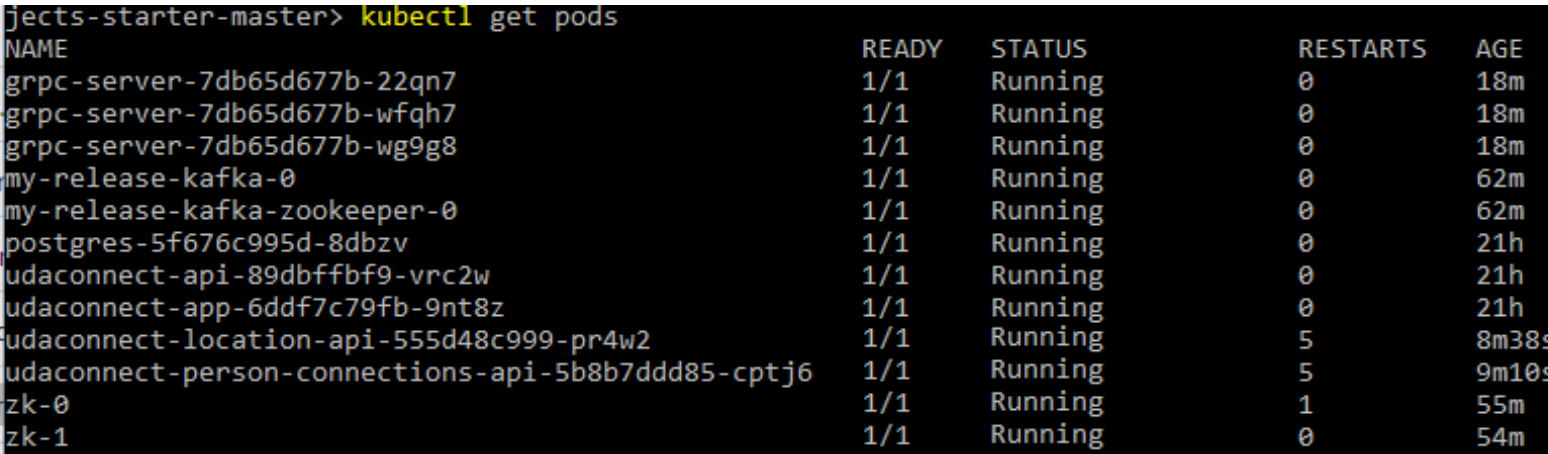 jects-starter-master> kubectl get pods
NAME READY STATUS RESTARTS AGE
grpc-server-7db65d677b-22qn7 1/1 Running 0 18m
grpc-server-7db65d677b-wfqh7 1/1 Running 0 18m
grpc-server-7db65d677b-wg9g8 1/1 Running 0 18m
my-release-kafka-0 1/1 Running 0 62m
my-release-kafka-zookeeper-0 1/1 Running 0 62m
postgres-5f676c995d-8dbzv 1/1 Running 0 21h
udaconnect-api-89dbffbf9-vrc2w 1/1 Running 0 21h
udaconnect-app-6ddf7c79fb-9nt8z 1/1 Running 0 21h
udaconnect-location-api-555d48c999-pr4w2 1/1 Running 5 8m38s
udaconnect-person-connections-api-5b8b7ddd85-cptj6 1/1 Running 5 9m10s
zk-0 1/1 Running 1 55m
zk-1 1/1 Running 0 54m